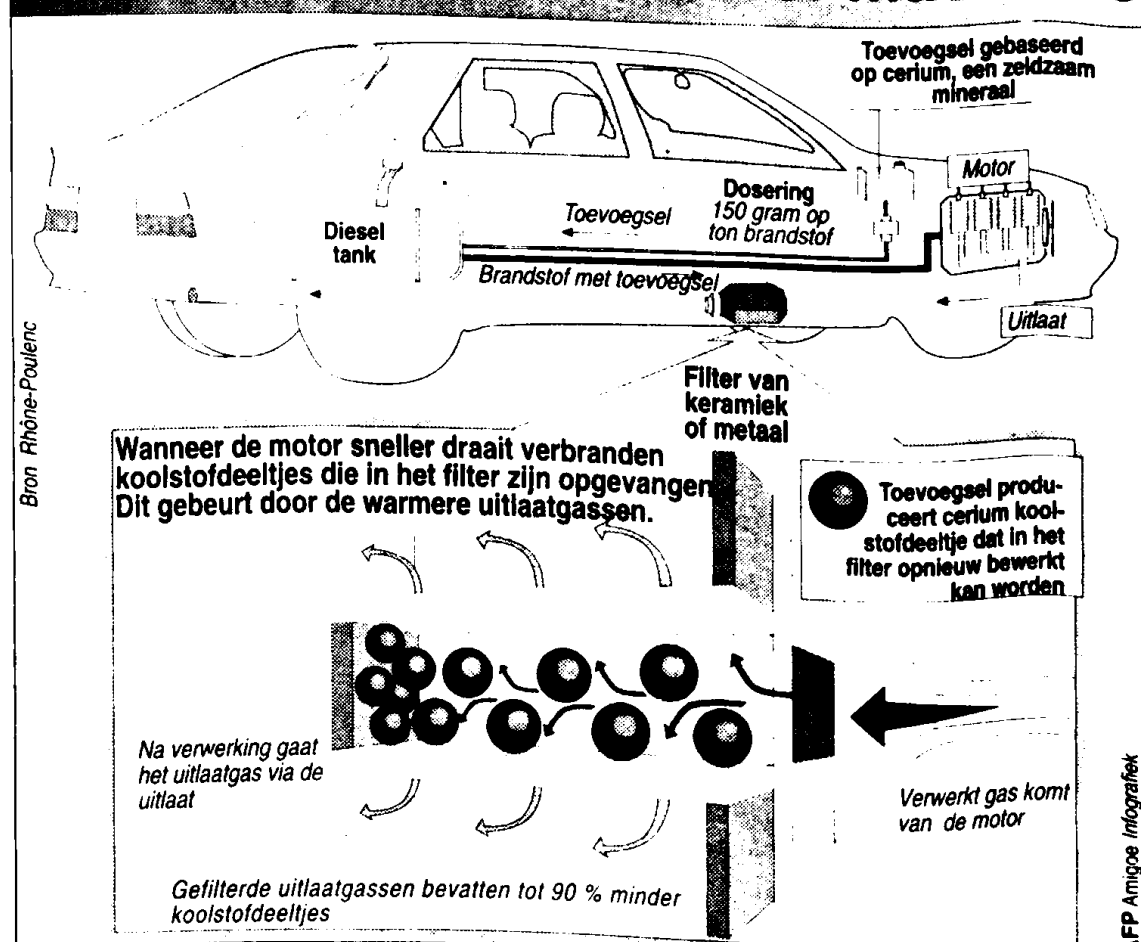 Toevoegsel gebaseerd
op cerium, een zeldzaam
mineraal
Motor
Dosering
150 gram op
ton brandstof
Toevoegsel
Diesel
tank
Brandstof met toevoegsel
Uitlaat
Bron Rhône-Poulenc
Filter van
keramiek
of metaal
Wanneer de motor sneller draait verbranden
koolstofdeeltjes die in het filter zijn opgevangen
Dit gebeurt door de warmere uitlaatgassen.
Toevoegsel produ-
ceert cerium kool-
stofdeeltje dat in het
filter opnieuw bewerkt
kan worden
Na verwerking gaat
het uitlaatgas via de
uitlaat
Verwerkt gas komt
van de motor
Gefilterde uitlaatgassen bevatten tot 90 % minder
koolstofdeeltjes
AFP Amigoe Infografiek